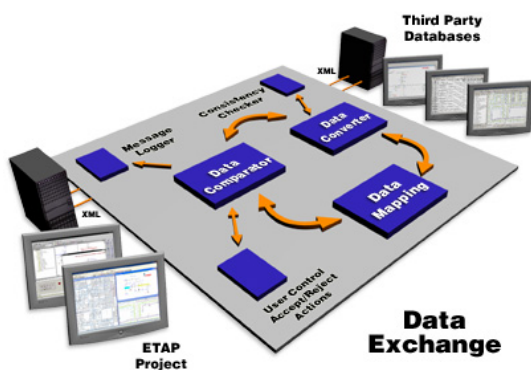 Third Party
Databases
XML
Consistency
Checker
Data
Converter
Message
Logger
Data
Comparator
Data
Mapping
XML
User Control
Accept/Reject
Actions
ETAP
Project
Data
Exchange